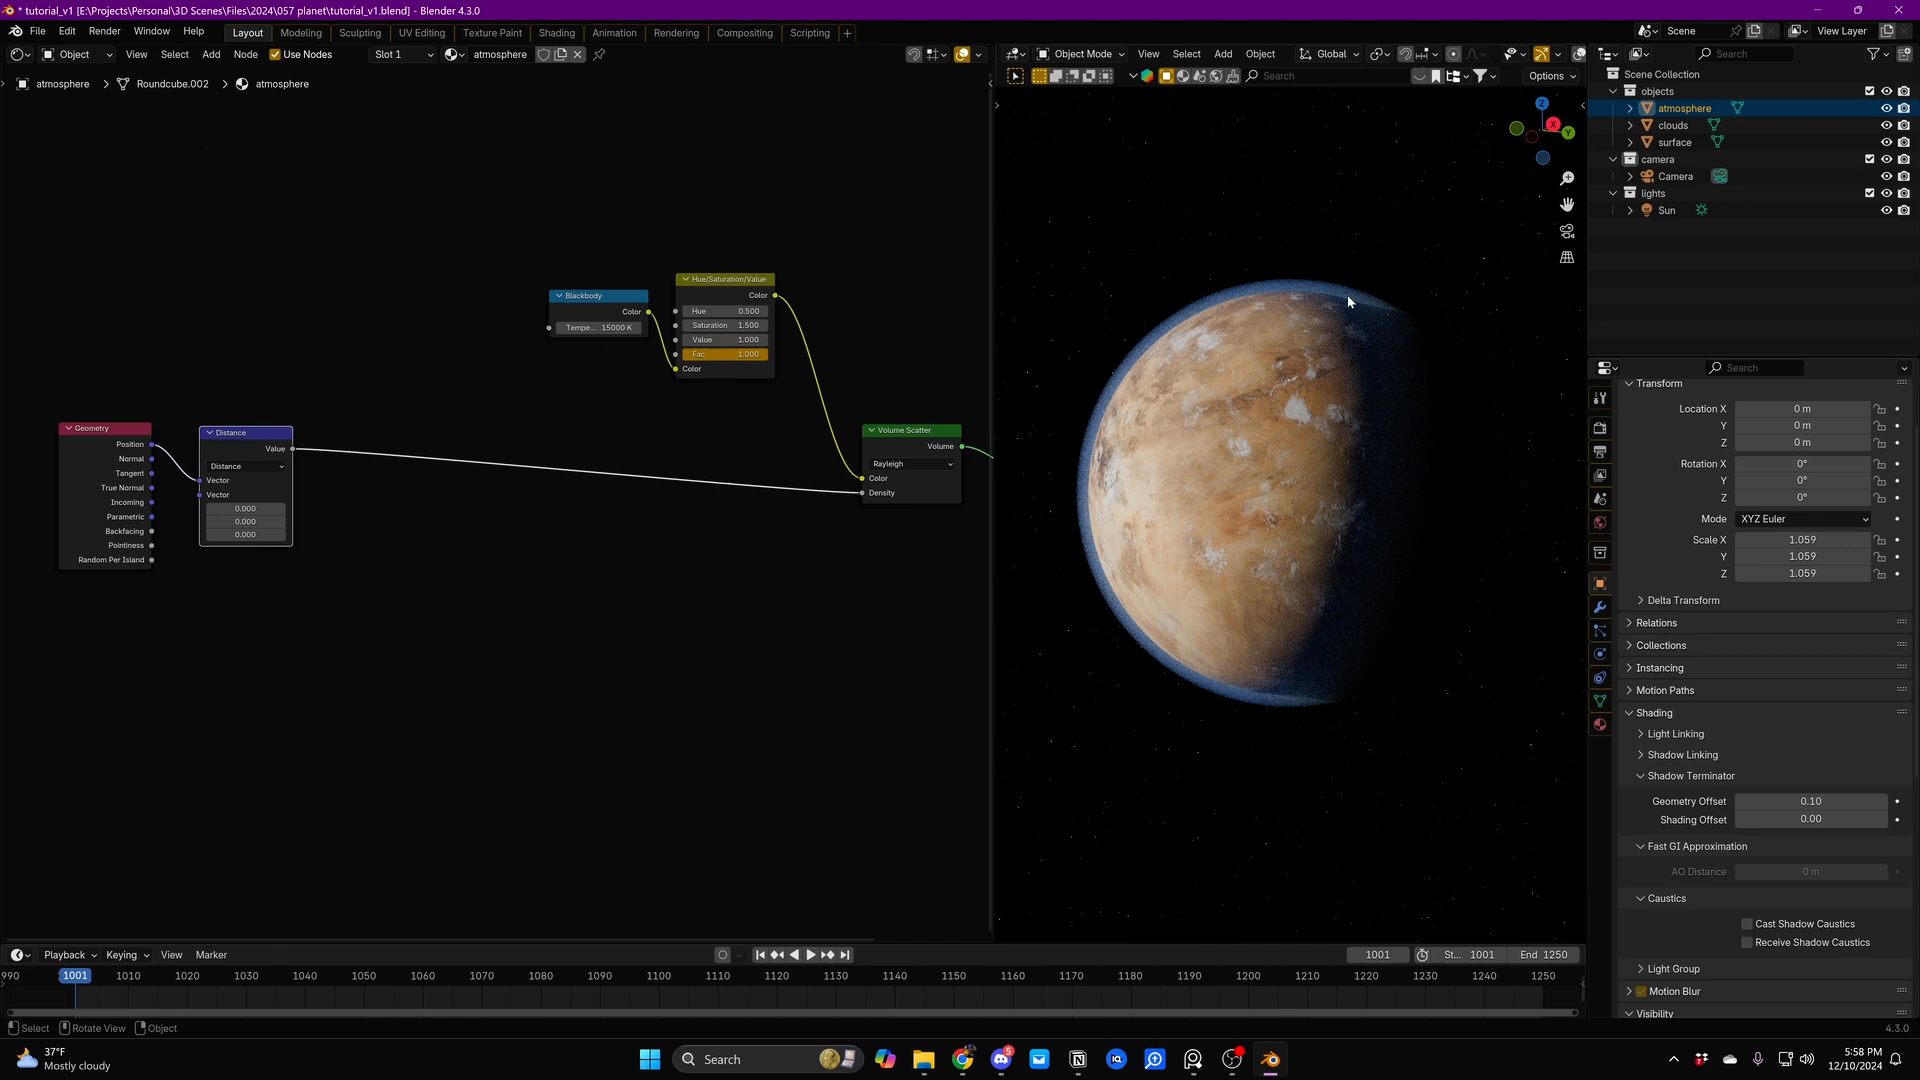 * tutorial_v1 [E:\Projects\Personal\3D Scenes\Files\2024\057 planet\tutorial_v1.blend] - Blender 4.3.0
File Edit Render Window Help Layout Modeling Sculpting UV Editing Texture Paint Shading Animation Rendering Compositing Scripting + Scene View Layer
Object View Select Add Node Use Nodes Slot 1 atmosphere
Object Mode View Select Add Object Global
Search
atmosphere > Roundcube.002 > atmosphere
Search Options
Scene Collection
objects
atmosphere
clouds
surface
camera
Camera
lights
Sun
Z
X
Y
Hue/Saturation/Value
Color
Hue 0.500
Saturation 1.500
Value 1.000
Fac 1.000
Color
Blackbody
Color
Tempe... 15000 K
Geometry
Position
Normal
Tangent
True Normal
Incoming
Parametric
Backfacing
Pointiness
Random Per Island
Distance
Value
Distance
Vector
Vector
0.000
0.000
0.000
Volume Scatter
Volume
Rayleigh
Color
Density
Search
Transform
Location X 0 m
Y 0 m
Z 0 m
Rotation X 0°
Y 0°
Z 0°
Mode XYZ Euler
Scale X 1.059
Y 1.059
Z 1.059
Delta Transform
Relations
Collections
Instancing
Motion Paths
Shading
Light Linking
Shadow Linking
Shadow Terminator
Geometry Offset 0.10
Shading Offset 0.00
Fast GI Approximation
AO Distance 0 m
Caustics
Cast Shadow Caustics
Receive Shadow Caustics
Light Group
Motion Blur
Visibility
Playback Keying View Marker 1001 St... 1001 End 1250
990 1001 1010 1020 1030 1040 1050 1060 1070 1080 1090 1100 1110 1120 1130 1140 1150 1160 1170 1180 1190 1200 1210 1220 1230 1240 1250
Select Rotate View Object 4.3.0
37°F
Mostly cloudy
Search
5
5:58 PM
12/10/2024